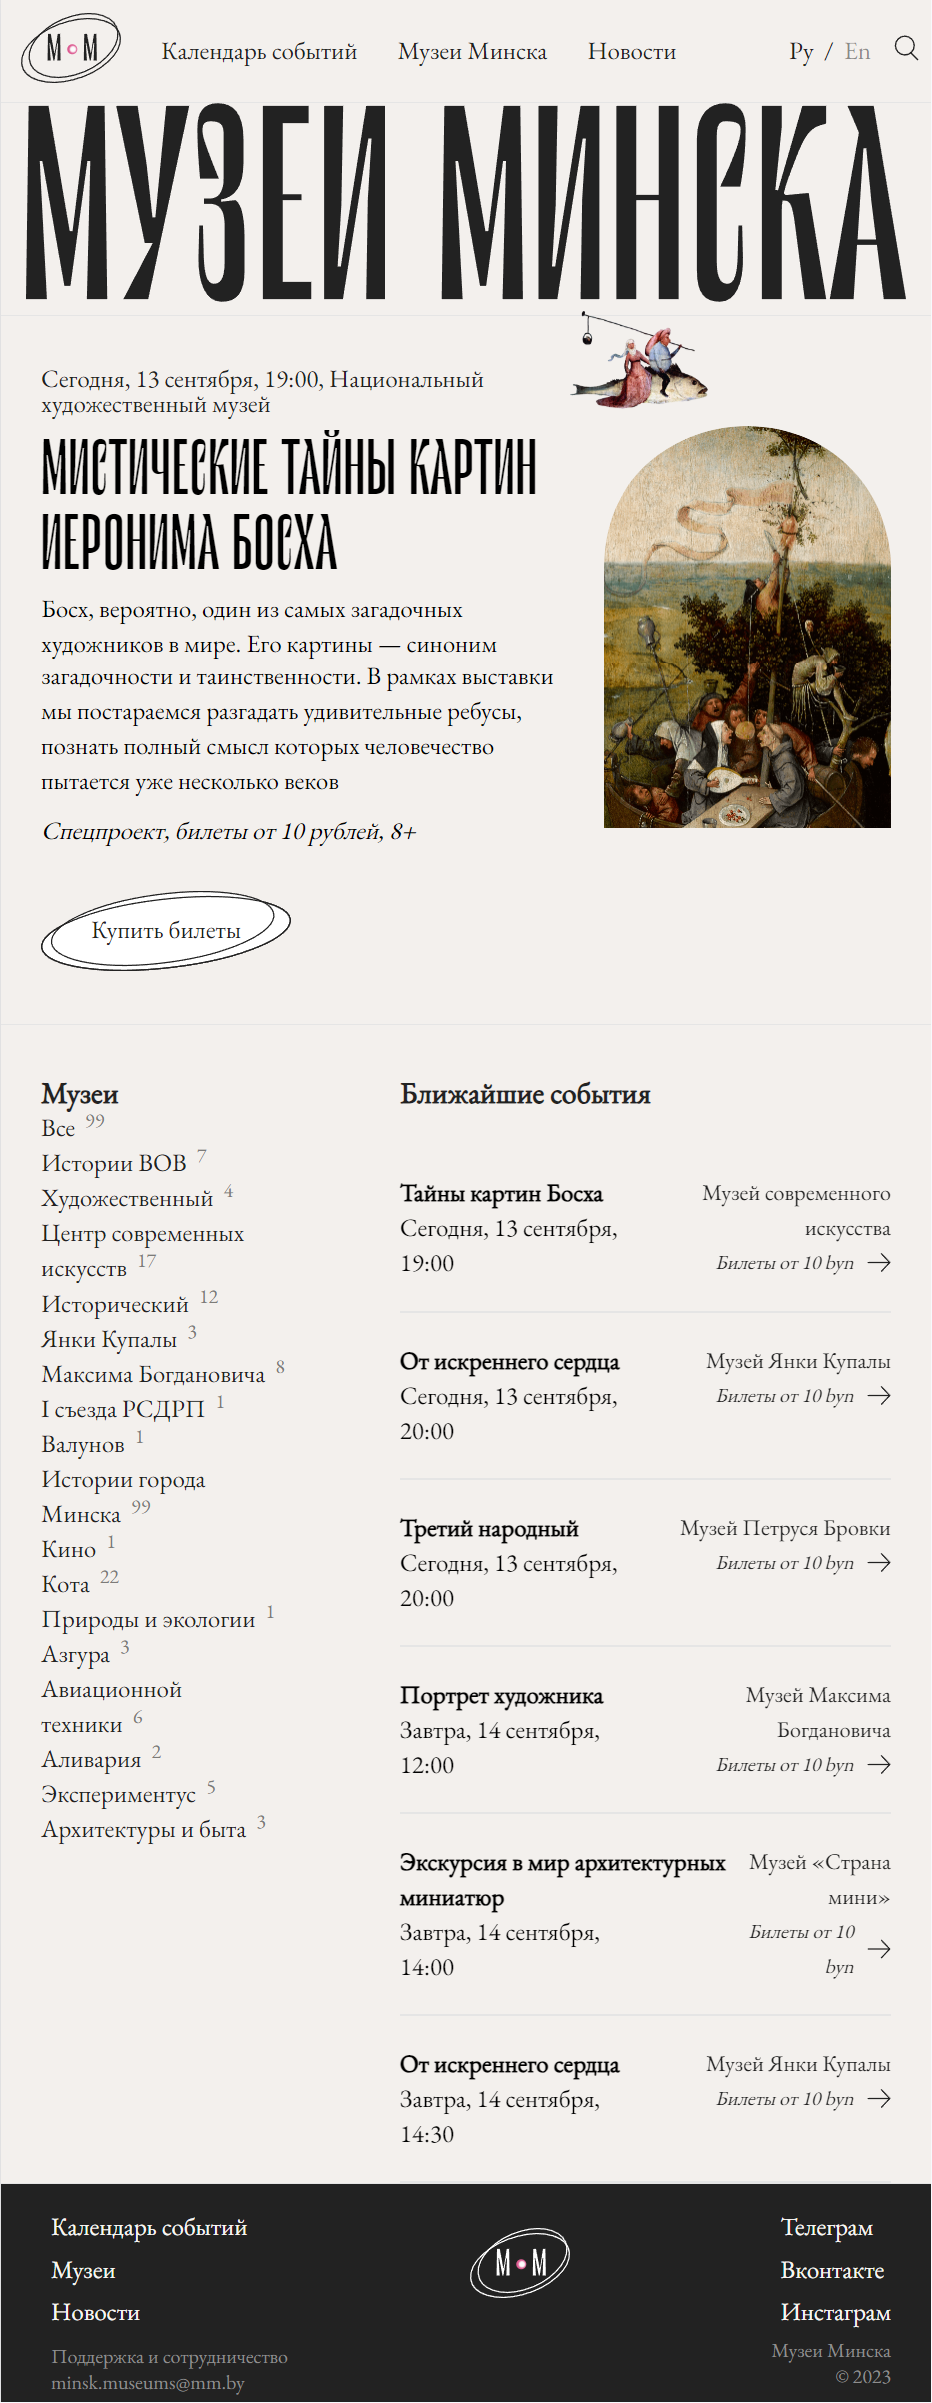 М М
Календарь событий
Музеи Минска
Новости
Ру / En
МУЗЕИ МИНСКА
Сегодня, 13 сентября, 19:00, Национальный
художественный музей
МИСТИЧЕСКИЕ ТАЙНЫ КАРТИН
ИЕРОНИМА БОСХА
Босх, вероятно, один из самых загадочных
художников в мире. Его картины — синоним
загадочности и таинственности. В рамках выставки
мы постараемся разгадать удивительные ребусы,
познать полный смысл которых человечество
пытается уже несколько веков
Спецпроект, билеты от 10 рублей, 8+
Купить билеты
Музеи
Все 99
Истории ВОВ 7
Художественный 4
Центр современных
искусств 17
Исторический 12
Янки Купалы 3
Максима Богдановича 8
I съезда РСДРП 1
Валунов 1
Истории города
Минска 99
Кино 1
Кота 22
Природы и экологии 1
Азгура 3
Авиационной
техники 6
Аливария 2
Экспериментус 5
Архитектуры и быта 3
Ближайшие события
Тайны картин Босха
Сегодня, 13 сентября,
19:00
Музей современного
искусства
Билеты от 10 byn
От искреннего сердца
Сегодня, 13 сентября,
20:00
Музей Янки Купалы
Билеты от 10 byn
Третий народный
Сегодня, 13 сентября,
20:00
Музей Петруся Бровки
Билеты от 10 byn
Портрет художника
Завтра, 14 сентября,
12:00
Музей Максима
Богдановича
Билеты от 10 byn
Экскурсия в мир архитектурных
миниатюр
Завтра, 14 сентября,
14:00
Музей «Страна
мини»
Билеты от 10
byn
От искреннего сердца
Завтра, 14 сентября,
14:30
Музей Янки Купалы
Билеты от 10 byn
Календарь событий
Музеи
Новости
Поддержка и сотрудничество
minsk.museums@mm.by
М М
Телеграм
Вконтакте
Инстаграм
Музеи Минска
© 2023